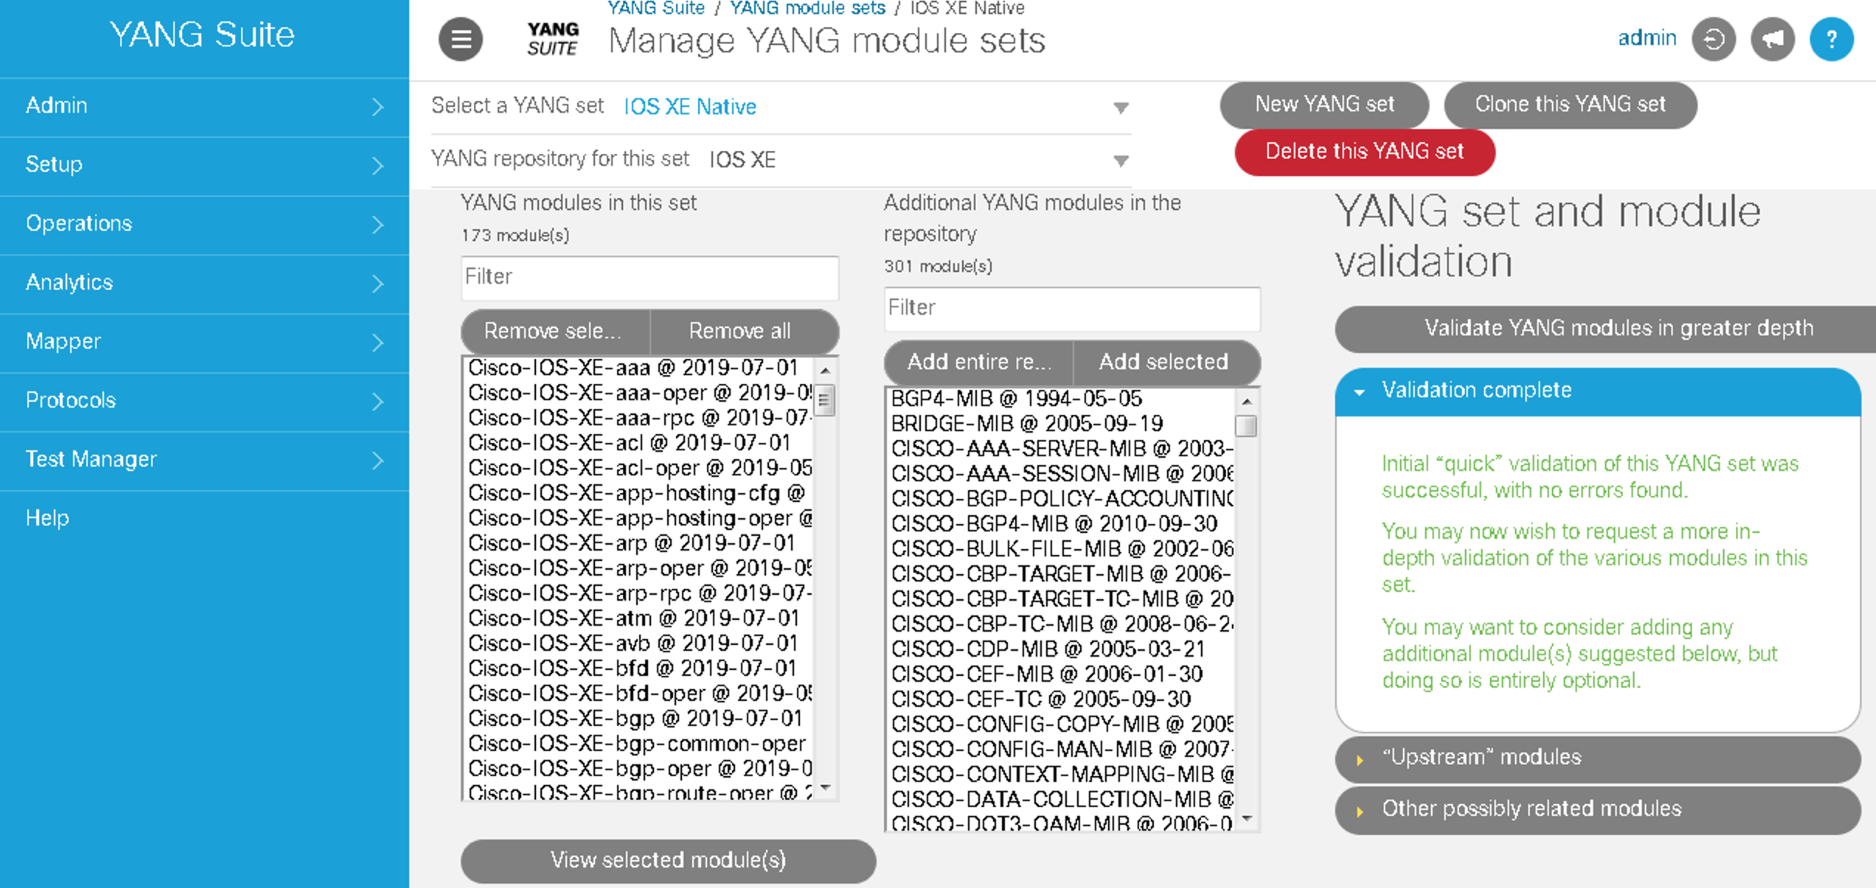 YANG Suite
Admin
Setup
Operations
Analytics
Mapper
Protocols
Test Manager
Help
YANG SUITE
YANG Suite / YANG module sets / IOS XE Native
Manage YANG module sets
admin
?
Select a YANG set IOS XE Native
YANG repository for this set IOS XE
New YANG set
Clone this YANG set
Delete this YANG set
YANG modules in this set
173 module(s)
Filter
Remove sele...
Remove all
Cisco-IOS-XE-aaa @ 2019-07-01
Cisco-IOS-XE-aaa-oper @ 2019-0
Cisco-IOS-XE-aaa-rpc @ 2019-07-
Cisco-IOS-XE-acl @ 2019-07-01
Cisco-IOS-XE-acl-oper @ 2019-05
Cisco-IOS-XE-app-hosting-cfg @
Cisco-IOS-XE-app-hosting-oper @
Cisco-IOS-XE-arp @ 2019-07-01
Cisco-IOS-XE-arp-oper @ 2019-05
Cisco-IOS-XE-arp-rpc @ 2019-07-
Cisco-IOS-XE-atm @ 2019-07-01
Cisco-IOS-XE-avb @ 2019-07-01
Cisco-IOS-XE-bfd @ 2019-07-01
Cisco-IOS-XE-bfd-oper @ 2019-05
Cisco-IOS-XE-bgp @ 2019-07-01
Cisco-IOS-XE-bgp-common-oper
Cisco-IOS-XE-bgp-oper @ 2019-0
Cisco-IOS-XE-bgp-route-oper @ 2
View selected module(s)
Additional YANG modules in the
repository
301 module(s)
Filter
Add entire re...
Add selected
BGP4-MIB @ 1994-05-05
BRIDGE-MIB @ 2005-09-19
CISCO-AAA-SERVER-MIB @ 2003-
CISCO-AAA-SESSION-MIB @ 2006
CISCO-BGP-POLICY-ACCOUNTING
CISCO-BGP4-MIB @ 2010-09-30
CISCO-BULK-FILE-MIB @ 2002-06
CISCO-CBP-TARGET-MIB @ 2006-
CISCO-CBP-TARGET-TC-MIB @ 20
CISCO-CBP-TC-MIB @ 2008-06-2
CISCO-CDP-MIB @ 2005-03-21
CISCO-CEF-MIB @ 2006-01-30
CISCO-CEF-TC @ 2005-09-30
CISCO-CONFIG-COPY-MIB @ 2005
CISCO-CONFIG-MAN-MIB @ 2007-
CISCO-CONTEXT-MAPPING-MIB @
CISCO-DATA-COLLECTION-MIB @
CISCO-DOT3-OAM-MIB @ 2006-0
YANG set and module
validation
Validate YANG modules in greater depth
Validation complete
Initial “quick” validation of this YANG set was
successful, with no errors found.
You may now wish to request a more in-
depth validation of the various modules in this
set.
You may want to consider adding any
additional module(s) suggested below, but
doing so is entirely optional.
“Upstream” modules
Other possibly related modules